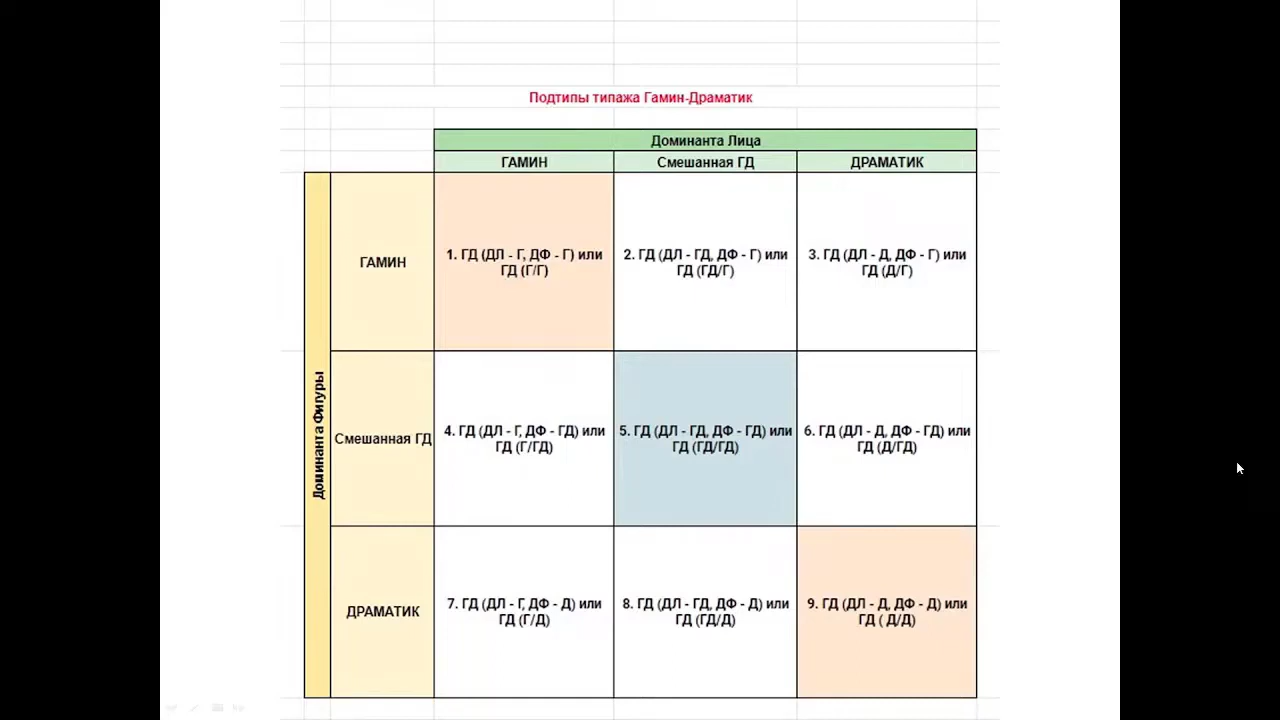 Подтипы типажа Гамин-Драматик
Доминанта Лица
ГАМИН
Смешанная ГД
ДРАМАТИК
Доминанта Фигуры
ГАМИН
1. ГД (ДЛ - Г, ДФ - Г) или
ГД (Г/Г)
2. ГД (ДЛ - ГД, ДФ - Г) или
ГД (ГД/Г)
3. ГД (ДЛ - Д, ДФ - Г) или
ГД (Д/Г)
Смешанная ГД
4. ГД (ДЛ - Г, ДФ - ГД) или
ГД (Г/ГД)
5. ГД (ДЛ - ГД, ДФ - ГД) или
ГД (ГД/ГД)
6. ГД (ДЛ - Д, ДФ - ГД) или
ГД (Д/ГД)
ДРАМАТИК
7. ГД (ДЛ - Г, ДФ - Д) или
ГД (Г/Д)
8. ГД (ДЛ - ГД, ДФ - Д) или
ГД (ГД/Д)
9. ГД (ДЛ - Д, ДФ - Д) или
ГД ( Д/Д)